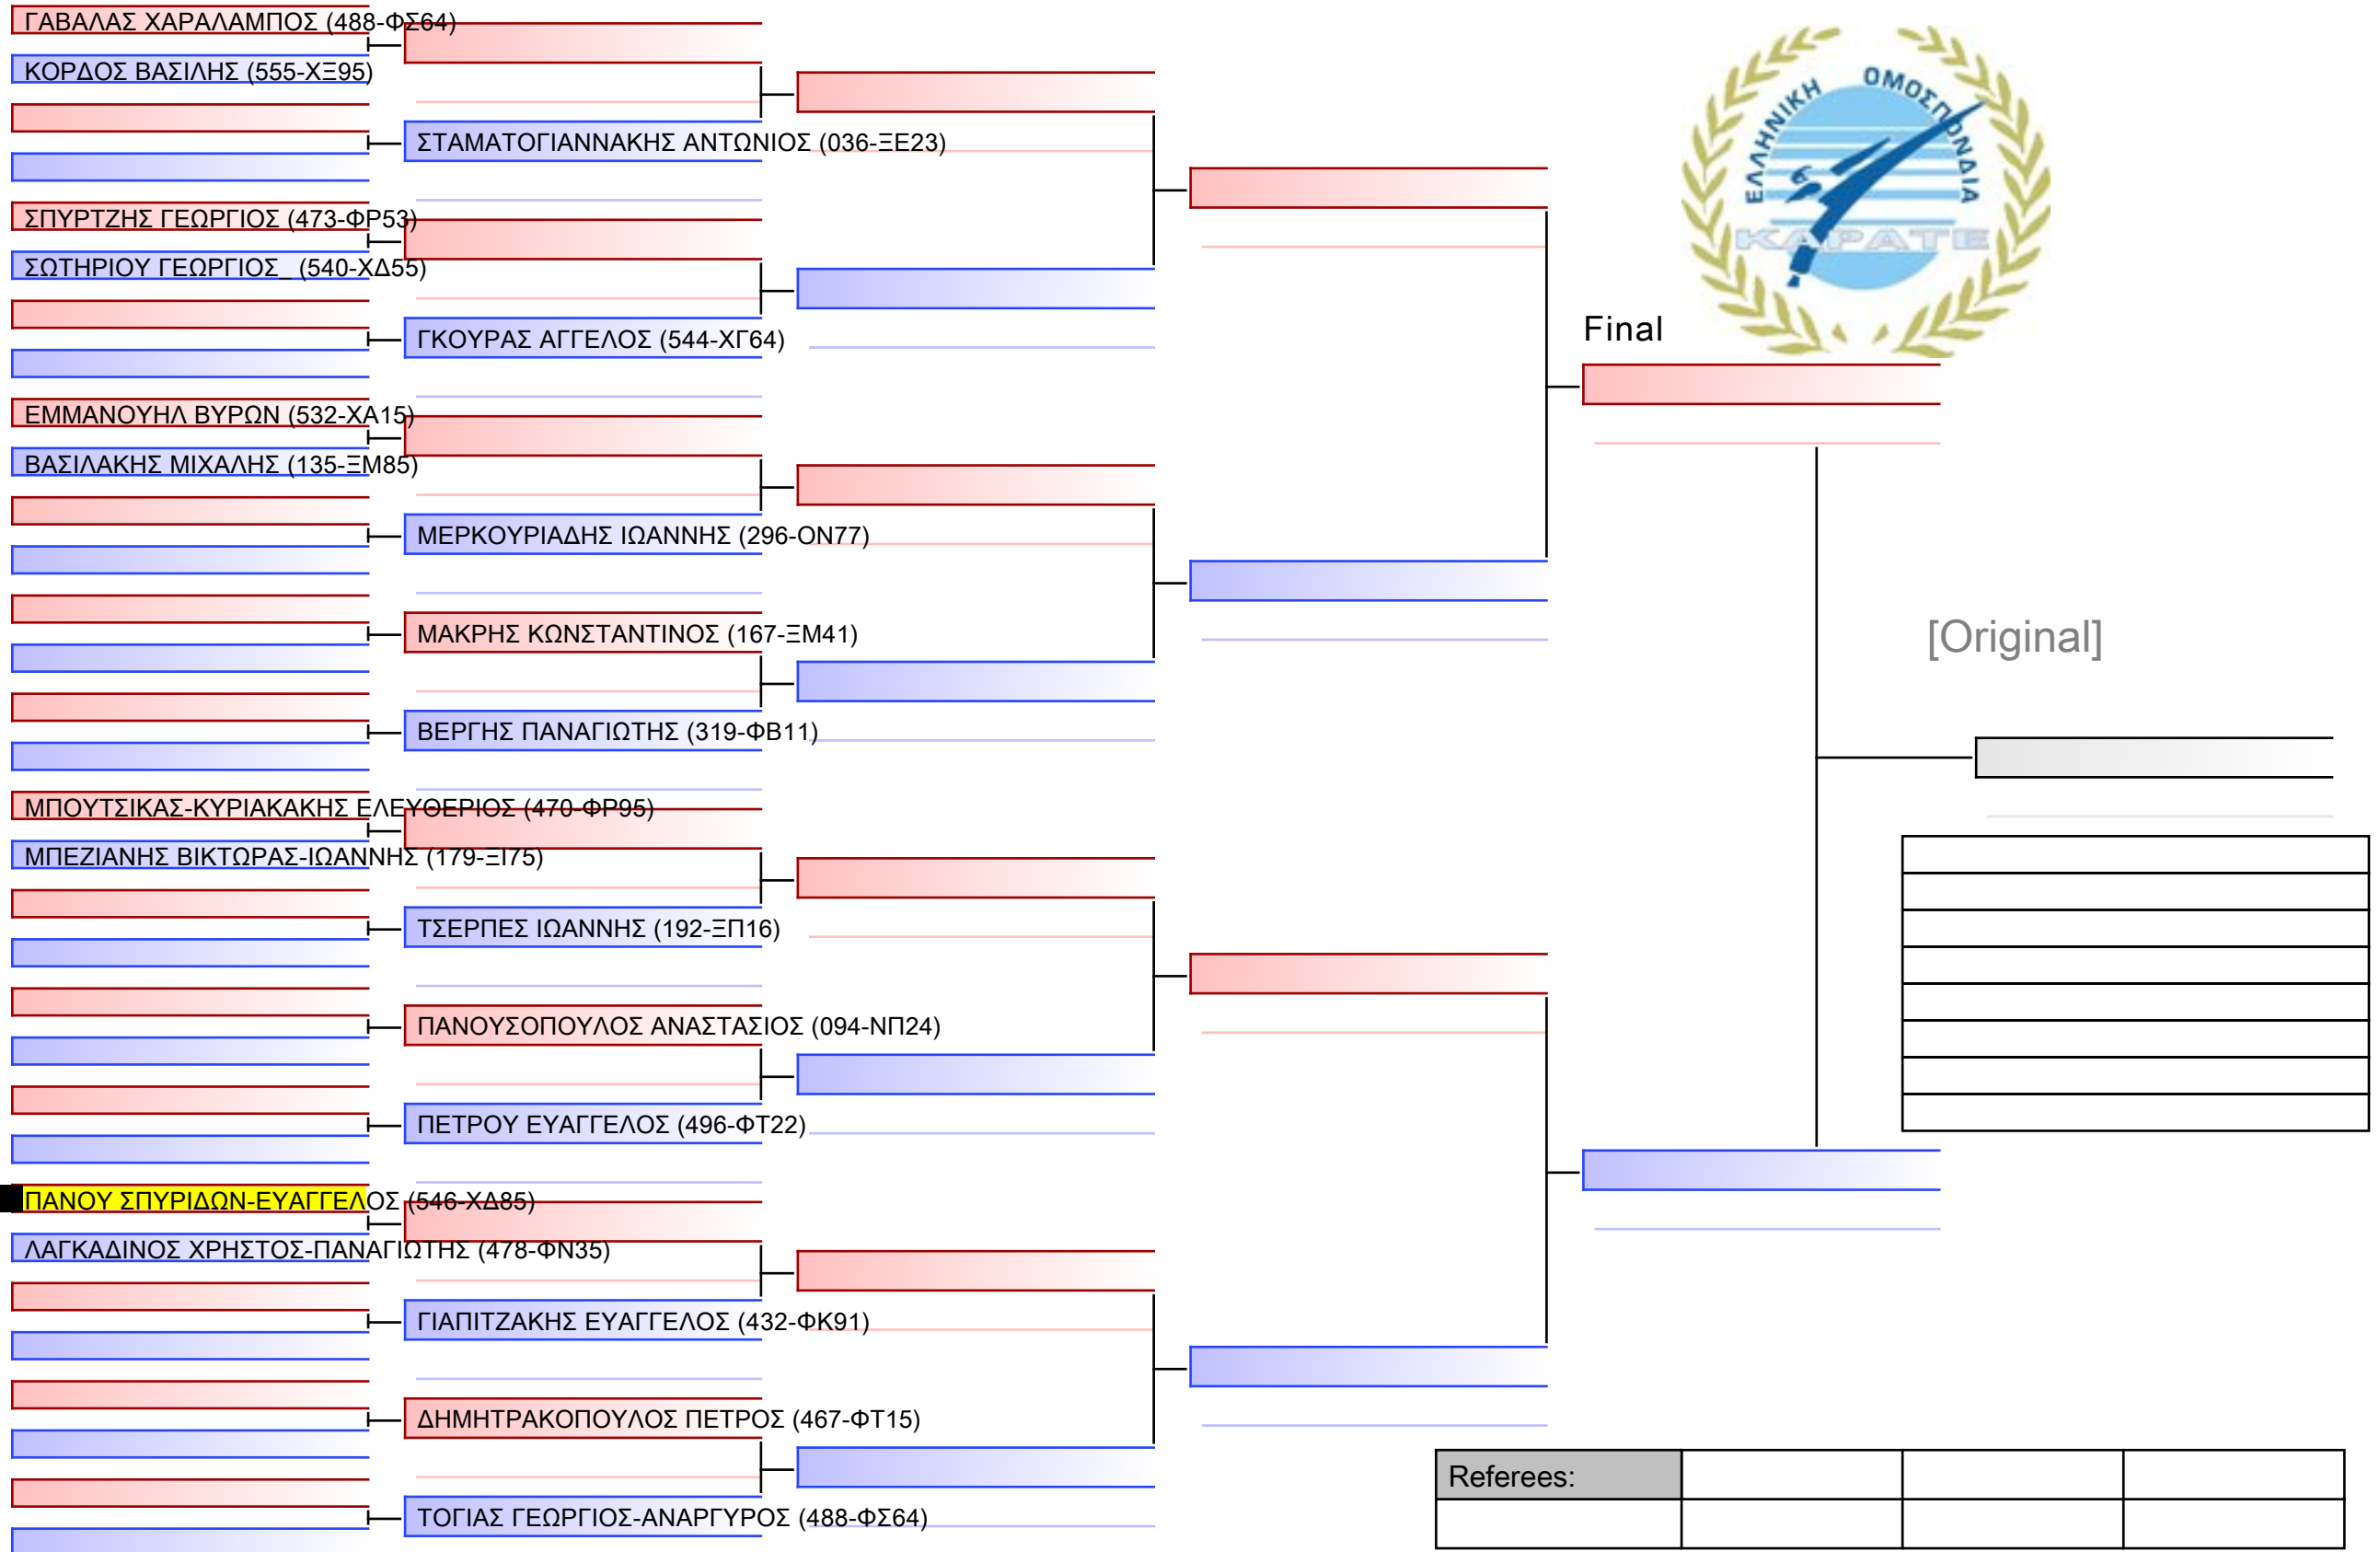 ΓΑΒΑΛΑΣ ΧΑΡΑΛΑΜΠΟΣ (488-ΦΣ64)
ΚΟΡΔΟΣ ΒΑΣΙΛΗΣ (555-ΧΞ95)
ΣΤΑΜΑΤΟΓΙΑΝΝΑΚΗΣ ΑΝΤΩΝΙΟΣ (036-ΞΕ23)
ΣΠΥΡΤΖΗΣ ΓΕΩΡΓΙΟΣ (473-ΦΡ53)
ΣΩΤΗΡΙΟΥ ΓΕΩΡΓΙΟΣ_ (540-ΧΔ55)
ΓΚΟΥΡΑΣ ΑΓΓΕΛΟΣ (544-ΧΓ64)
ΕΜΜΑΝΟΥΗΛ ΒΥΡΩΝ (532-ΧΑ15)
ΒΑΣΙΛΑΚΗΣ ΜΙΧΑΛΗΣ (135-ΞΜ85)
ΜΕΡΚΟΥΡΙΑΔΗΣ ΙΩΑΝΝΗΣ (296-ΟΝ77)
ΜΑΚΡΗΣ ΚΩΝΣΤΑΝΤΙΝΟΣ (167-ΞΜ41)
ΒΕΡΓΗΣ ΠΑΝΑΓΙΩΤΗΣ (319-ΦΒ11)
ΜΠΟΥΤΣΙΚΑΣ-ΚΥΡΙΑΚΑΚΗΣ ΕΛΕΥΘΕΡΙΟΣ (470-ΦΡ95)
ΜΠΕΖΙΑΝΗΣ ΒΙΚΤΩΡΑΣ-ΙΩΑΝΝΗΣ (179-ΞΙ75)
ΤΣΕΡΠΕΣ ΙΩΑΝΝΗΣ (192-ΞΠ16)
ΠΑΝΟΥΣΟΠΟΥΛΟΣ ΑΝΑΣΤΑΣΙΟΣ (094-ΝΠ24)
ΠΕΤΡΟΥ ΕΥΑΓΓΕΛΟΣ (496-ΦΤ22)
ΠΑΝΟΥ ΣΠΥΡΙΔΩΝ-ΕΥΑΓΓΕΛΟΣ (546-ΧΔ85)
ΛΑΓΚΑΔΙΝΟΣ ΧΡΗΣΤΟΣ-ΠΑΝΑΓΙΩΤΗΣ (478-ΦΝ35)
ΓΙΑΠΙΤΖΑΚΗΣ ΕΥΑΓΓΕΛΟΣ (432-ΦΚ91)
ΔΗΜΗΤΡΑΚΟΠΟΥΛΟΣ ΠΕΤΡΟΣ (467-ΦΤ15)
ΤΟΓΙΑΣ ΓΕΩΡΓΙΟΣ-ΑΝΑΡΓΥΡΟΣ (488-ΦΣ64)
ΕΛΛΗΝΙΚΗ ΟΜΟΣΠΟΝΔΙΑ
ΚΑΡΑΤΕ
Final
[Original]
Referees: